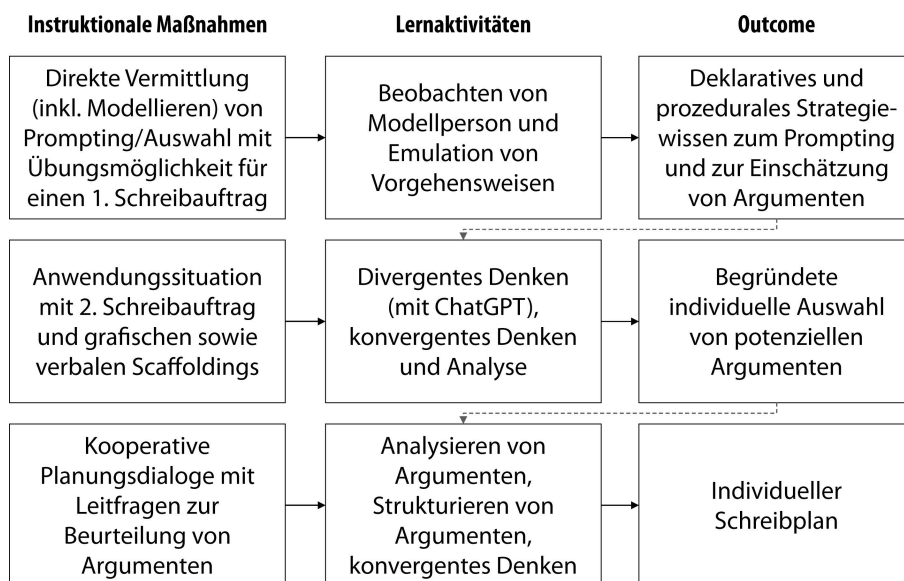 Instruktionale Maßnahmen
Lernaktivitäten
Outcome
Direkte Vermittlung
(inkl. Modellieren) von
Prompting/Auswahl mit
Übungsmöglichkeit für
einen 1. Schreibauftrag
Beobachten von
Modellperson und
Emulation von
Vorgehensweisen
Deklaratives und
prozedurales Strategie-
wissen zum Prompting
und zur Einschätzung
von Argumenten
Anwendungssituation
mit 2. Schreibauftrag
und grafischen sowie
verbalen Scaffoldings
Divergentes Denken
(mit ChatGPT),
konvergentes Denken
und Analyse
Begründete
individuelle Auswahl
von potenziellen
Argumenten
Kooperative
Planungsdialoge mit
Leitfragen zur
Beurteilung von
Argumenten
Analysieren von
Argumenten,
Strukturieren von
Argumenten,
konvergentes Denken
Individueller
Schreibplan